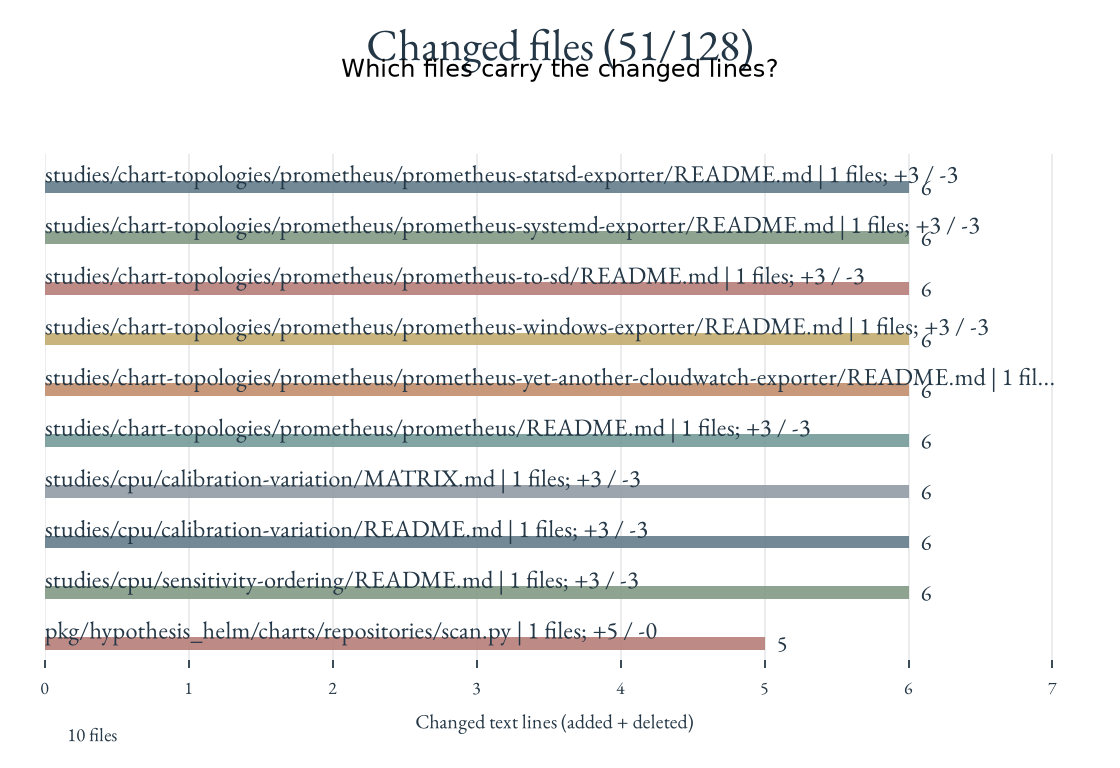 Changed files (51/128)
Which files carry the changed lines?
studies/chart-topologies/prometheus/prometheus-statsd-exporter/README.md | 1 files; +3 / -3
6
studies/chart-topologies/prometheus/prometheus-systemd-exporter/README.md | 1 files; +3 / -3
6
studies/chart-topologies/prometheus/prometheus-to-sd/README.md | 1 files; +3 / -3
6
studies/chart-topologies/prometheus/prometheus-windows-exporter/README.md | 1 files; +3 / -3
6
studies/chart-topologies/prometheus/prometheus-yet-another-cloudwatch-exporter/README.md | 1 fil...
6
studies/chart-topologies/prometheus/prometheus/README.md | 1 files; +3 / -3
6
studies/cpu/calibration-variation/MATRIX.md | 1 files; +3 / -3
6
studies/cpu/calibration-variation/README.md | 1 files; +3 / -3
6
studies/cpu/sensitivity-ordering/README.md | 1 files; +3 / -3
6
pkg/hypothesis_helm/charts/repositories/scan.py | 1 files; +5 / -0
5
0 1 2 3 4 5 6 7
Changed text lines (added + deleted)
10 files